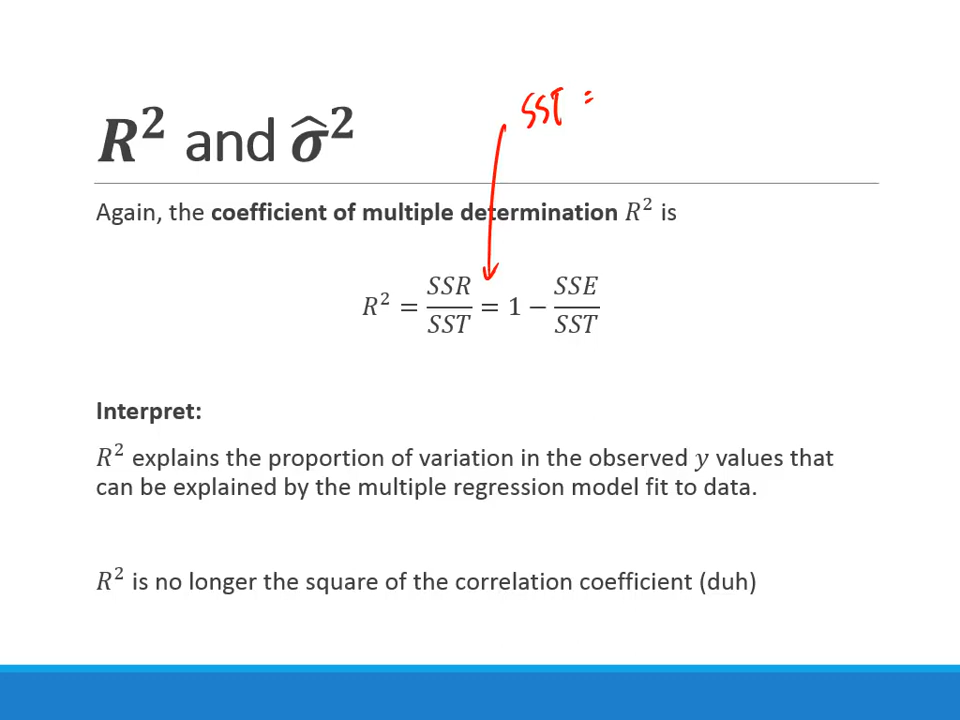 SST =
R² and σ̂²
Again, the coefficient of multiple determination R² is
R² = SSR/SST = 1 − SSE/SST
Interpret:
R² explains the proportion of variation in the observed y values that
can be explained by the multiple regression model fit to data.
R² is no longer the square of the correlation coefficient (duh)